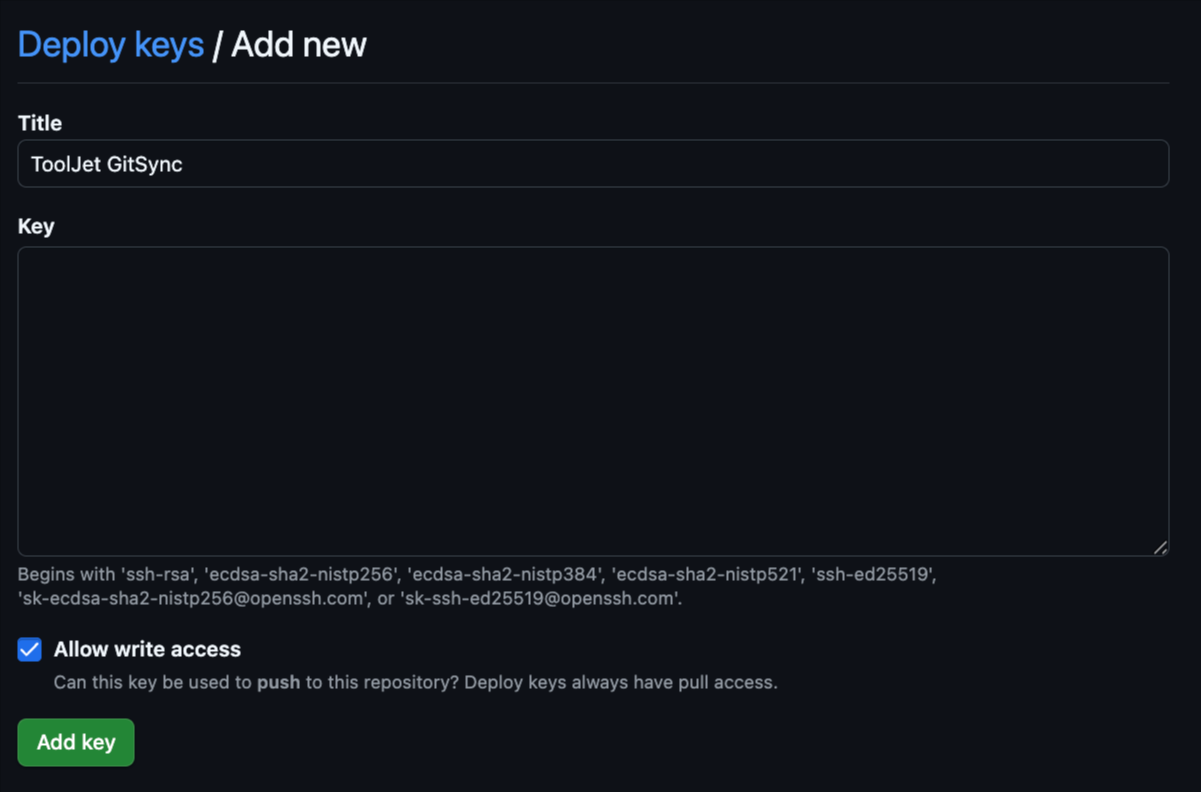 Deploy keys / Add new
Title
ToolJet GitSync
Key
Begins with 'ssh-rsa', 'ecdsa-sha2-nistp256', 'ecdsa-sha2-nistp384', 'ecdsa-sha2-nistp521', 'ssh-ed25519',
'sk-ecdsa-sha2-nistp256@openssh.com', or 'sk-ssh-ed25519@openssh.com'.
Allow write access
Can this key be used to push to this repository? Deploy keys always have pull access.
Add key